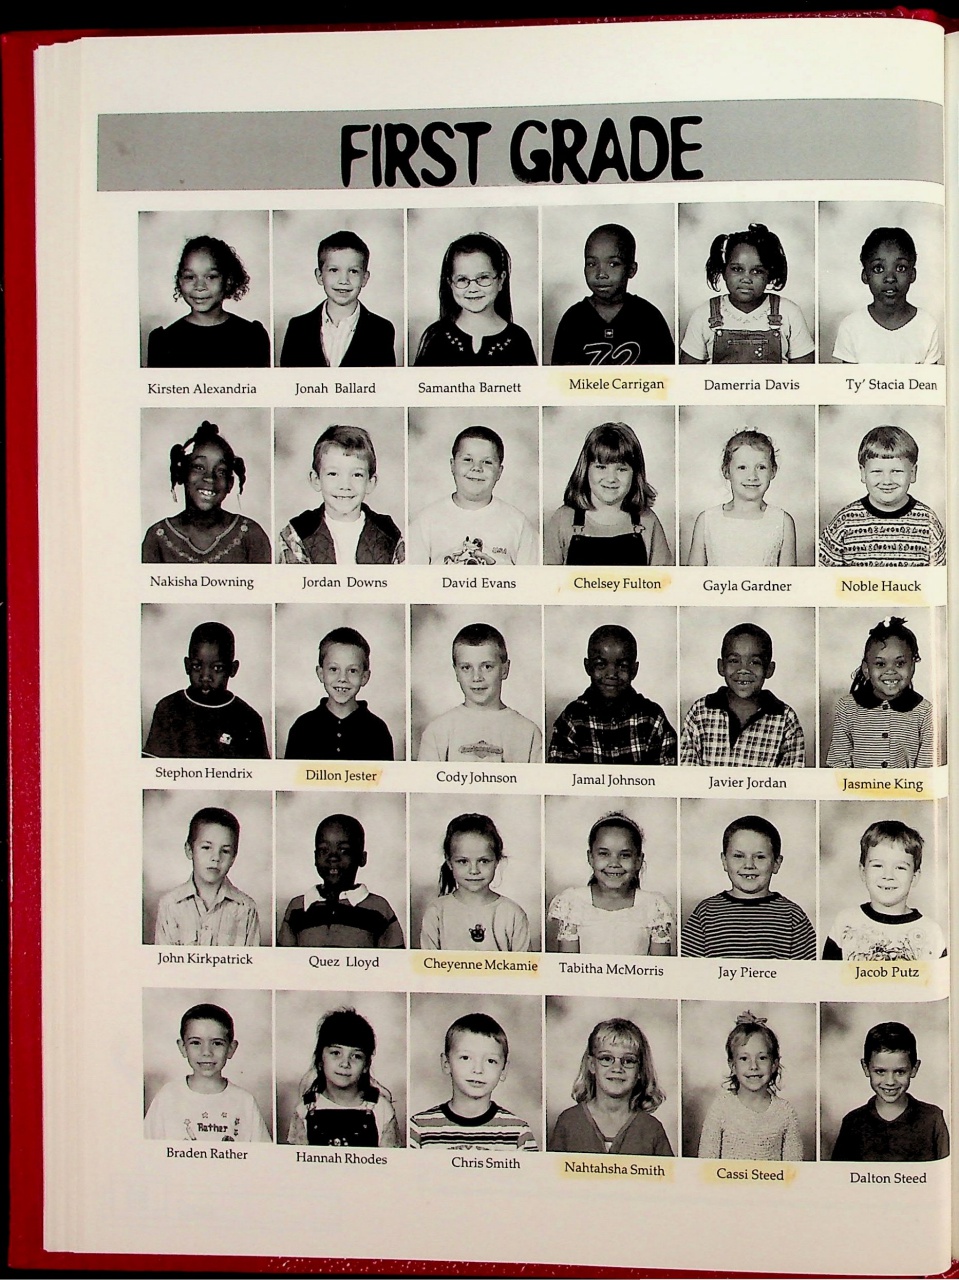 FIRST GRADE
72
Kirsten Alexandria Jonah Ballard Samantha Barnett Mikele Carrigan Damerria Davis Ty' Stacia Dean
Nakisha Downing Jordan Downs David Evans Chelsey Fulton Gayla Gardner Noble Hauck
Stephon Hendrix Dillon Jester Cody Johnson Jamal Johnson Javier Jordan Jasmine King
John Kirkpatrick Quez Lloyd Cheyenne Mckamie Tabitha McMorris Jay Pierce Jacob Putz
Rather
Braden Rather Hannah Rhodes Chris Smith Nahtahsha Smith Cassi Steed Dalton Steed